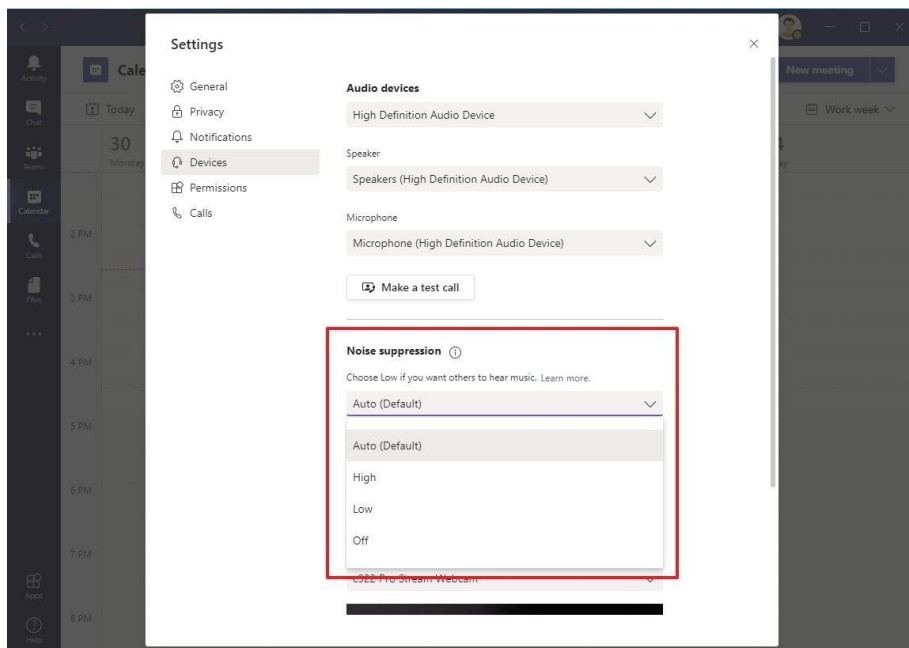 Settings
Activity
Cale
New meeting
Chat
Today
Work week
Teams
30
Monday
Calendar
Calls
Files
2 PM
3 PM
4 PM
5 PM
6 PM
7 PM
8 PM
Apps
Help
General
Privacy
Notifications
Devices
Permissions
Calls
Audio devices
High Definition Audio Device
Speaker
Speakers (High Definition Audio Device)
Microphone
Microphone (High Definition Audio Device)
Make a test call
Noise suppression
Choose Low if you want others to hear music. Learn more.
Auto (Default)
Auto (Default)
High
Low
Off
c922 Pro Stream Webcam